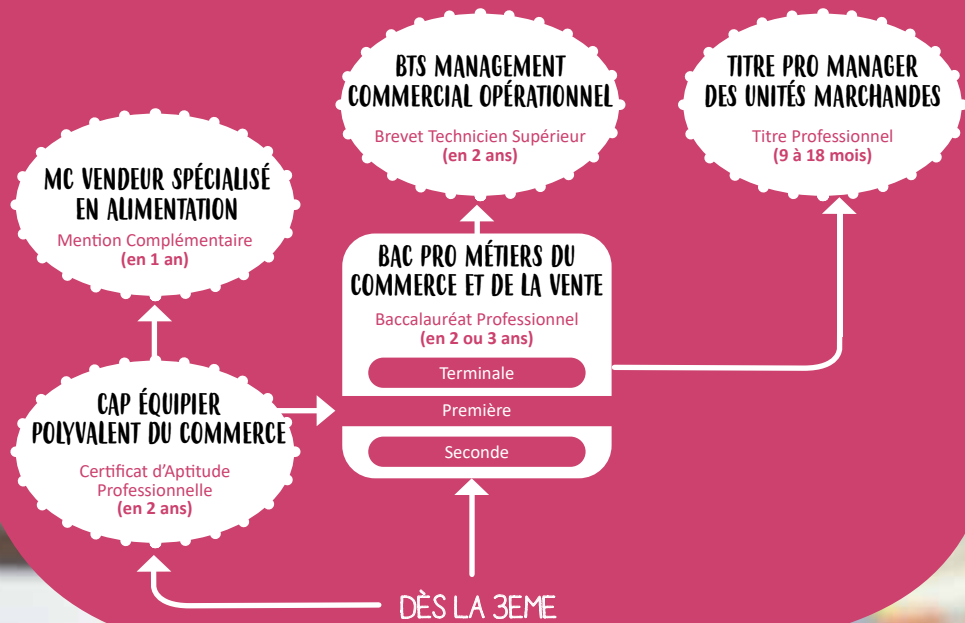 BTS MANAGEMENT
COMMERCIAL OPÉRATIONNEL
Brevet Technicien Supérieur
(en 2 ans)
TITRE PRO MANAGER
DES UNITÉS MARCHANDES
Titre Professionnel
(9 à 18 mois)
MC VENDEUR SPÉCIALISÉ
EN ALIMENTATION
Mention Complémentaire
(en 1 an)
BAC PRO MÉTIERS DU
COMMERCE ET DE LA VENTE
Baccalauréat Professionnel
(en 2 ou 3 ans)
Terminale
Première
Seconde
CAP ÉQUIPIER
POLYVALENT DU COMMERCE
Certificat d'Aptitude
Professionnelle
(en 2 ans)
DÈS LA 3EME